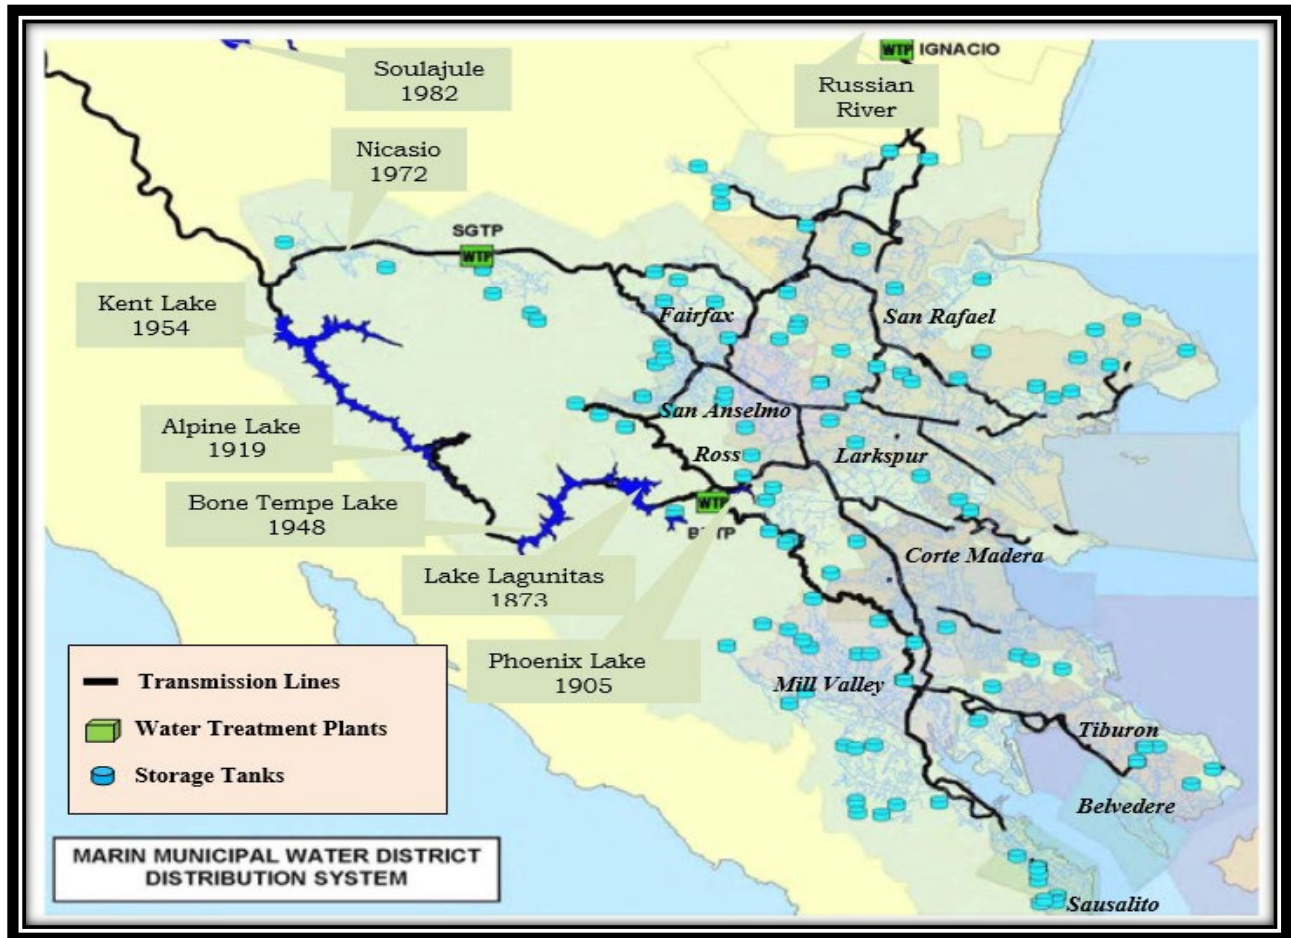 WTP IGNACIO
Soulajule
1982
Russian
River
Nicasio
1972
SGTP
WTP
Kent Lake
1954
Fairfax
San Rafael
Alpine Lake
1919
San Anselmo
Ross
Larkspur
Bone Tempe Lake
1948
WTP
Corte Madera
Lake Lagunitas
1873
Phoenix Lake
1905
Mill Valley
Tiburon
Belvedere
Sausalito
Transmission Lines
Water Treatment Plants
Storage Tanks
MARIN MUNICIPAL WATER DISTRICT
DISTRIBUTION SYSTEM